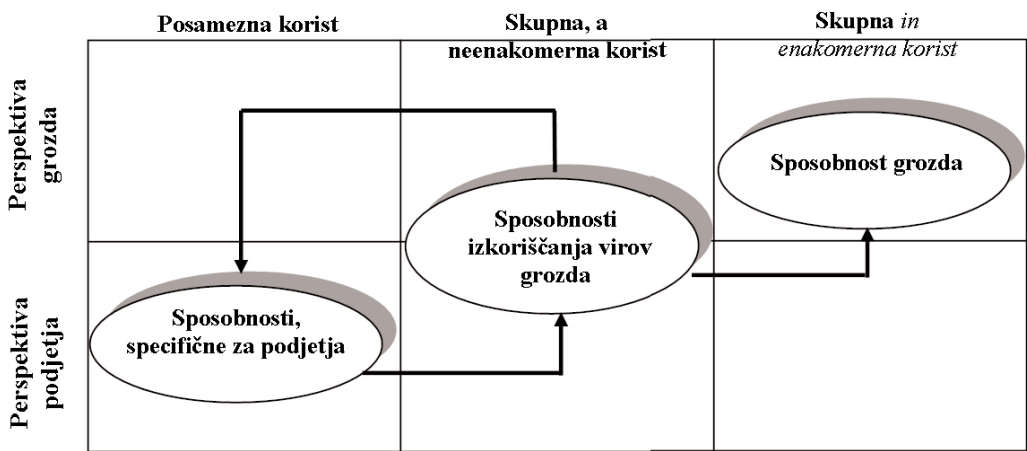 Posamezna korist
Skupna, a
neenakomerna korist
Skupna in
enakomerna korist
Perspektiva
grozda
Sposobnost grozda
Sposobnosti
izkoriščanja virov
grozda
Perspektiva
podjetja
Sposobnosti,
specifične za podjetja